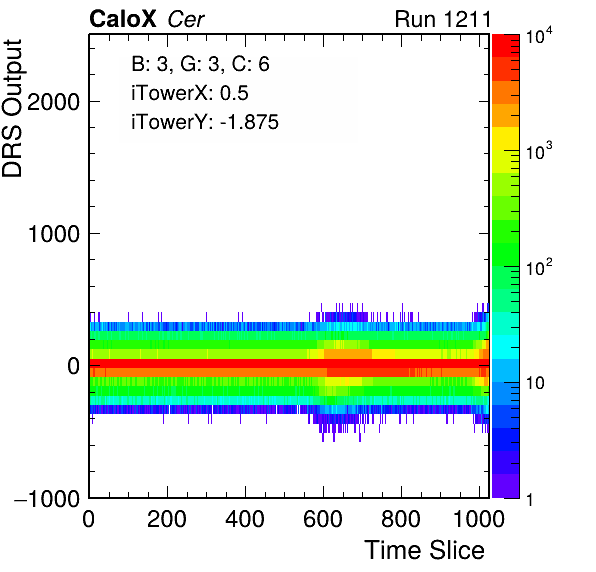 CaloX Cer Run 1211
B: 3, G: 3, C: 6
iTowerX: 0.5
iTowerY: -1.875
DRS Output
2000
1000
0
−1000
0 200 400 600 800 1000
Time Slice
10^4
10^3
10^2
10
1